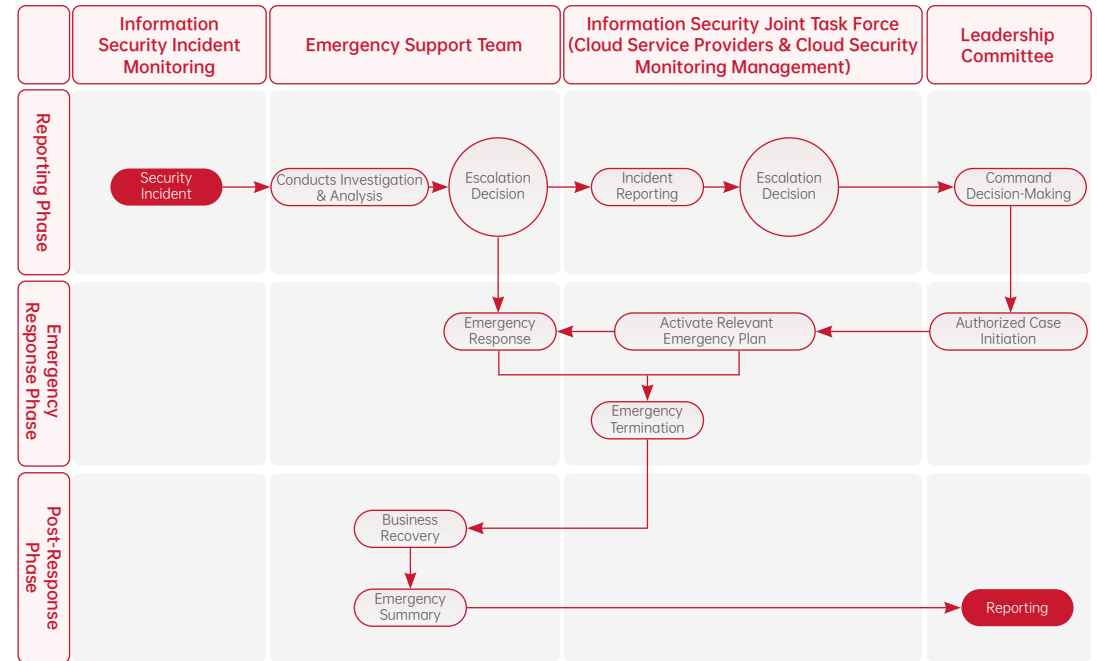 Information
Security Incident
Monitoring
Emergency Support Team
Information Security Joint Task Force
(Cloud Service Providers & Cloud Security
Monitoring Management)
Leadership
Committee
Reporting Phase
Security
Incident
Conducts Investigation
& Analysis
Escalation
Decision
Incident
Reporting
Escalation
Decision
Command
Decision-Making
Emergency
Response Phase
Emergency
Response
Activate Relevant
Emergency Plan
Authorized Case
Initiation
Emergency
Termination
Post-Response
Phase
Business
Recovery
Emergency
Summary
Reporting